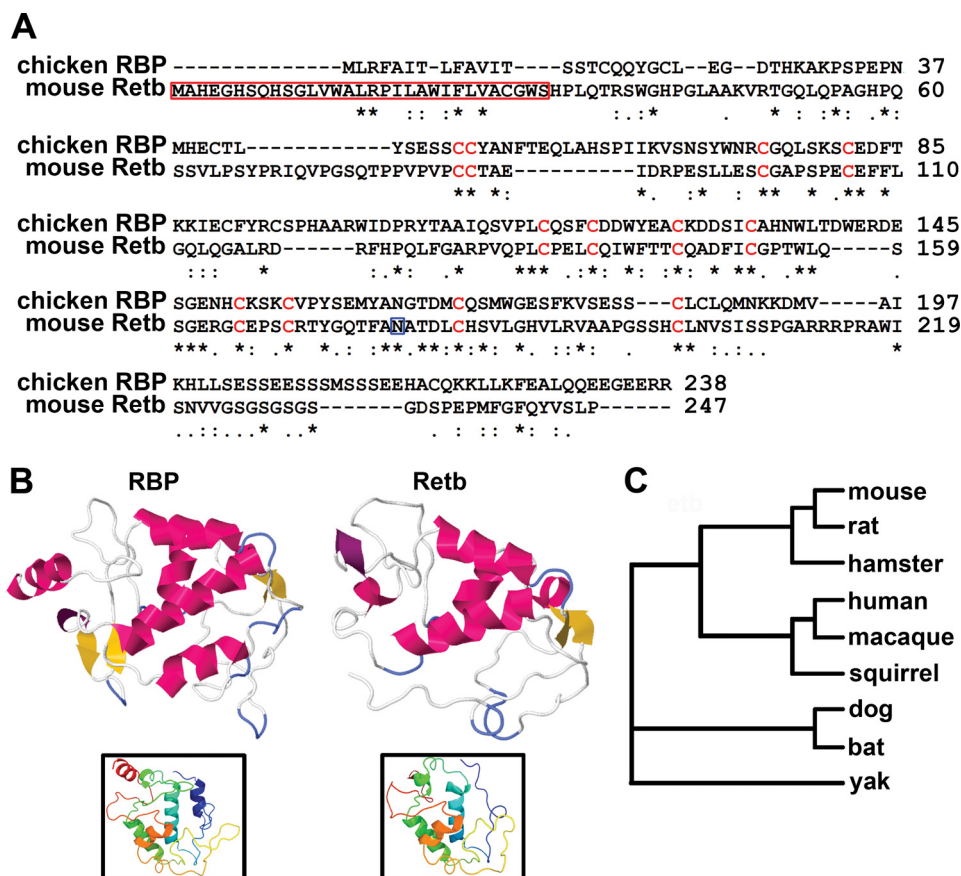 A
chicken RBP --------------MLRFAIT-LFAVIT----SSTCQQYGCL--EG--DTHKAKPSPEPN 37
mouse Retb MAHEGHSQHSGLVWALRPILAWIFLVACGWSHPLQTRSWGHPGLAAKVRTGQLQPAGHPQ 60
**  : :  : *          :.:*         :.   . *  *:
chicken RBP MHECTL-----------YSESSCCYANFTEQLAHSPIIKVSNSYWNRCGQLSKSCEDFT 85
mouse Retb SSVLPSYPRIQVPGSQTPPVPVPCCTAE----------IDRPESLLESCGAPSPECEFFL 110
** *:               *. :*  .:**  *  **:*
chicken RBP KKIECFYRCSPHAARWIDPRYTAAIQSVPLCQSFCDDWYEACKDDSICAHNWLTDWERDE 145
mouse Retb GQLQGALRD------RFHPQLFGARPVQPLCPELCQIWFTTCQADFICGPTWLQ-----S 159
:::    *       :.*:  .*    ***  :*: *: :*: * **  **      .
chicken RBP SGENHCKSKCVPYSEMYANGTDMCQSMWGESFKVSESS---CLCLQMNKKDMV----AI 197
mouse Retb SGERGCEPSCRTYGQTFANATDLCHSVLGHVLRVAAPGSSHCLNVSISSPGARRRPRAWI 219
***. *: .*  *.: :**.**:*:*: *. ::*:  .   ** :.:..           *
chicken RBP KHLLSESSEESSSMSSSEEHACQKKLLKFEALQQEEGEERR 238
mouse Retb SNVVGSGSGSGS-------GDSPEPMFGFQYVSLP------ 247
..::..* ..*         . : : *: :.
B
RBP
Retb
C
mouse
rat
hamster
human
macaque
squirrel
dog
bat
yak